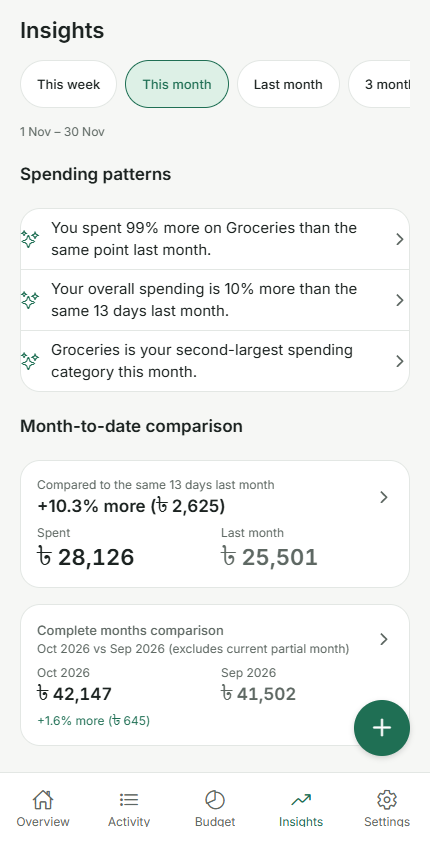 Insights
This week
This month
Last month
3 mont
1 Nov – 30 Nov
Spending patterns
You spent 99% more on Groceries than the
same point last month.
Your overall spending is 10% more than the
same 13 days last month.
Groceries is your second-largest spending
category this month.
Month-to-date comparison
Compared to the same 13 days last month
+10.3% more (৳ 2,625)
Spent
Last month
৳ 28,126
৳ 25,501
Complete months comparison
Oct 2026 vs Sep 2026 (excludes current partial month)
Oct 2026
Sep 2026
৳ 42,147
৳ 41,502
+1.6% more (৳ 645)
Overview
Activity
Budget
Insights
Settings